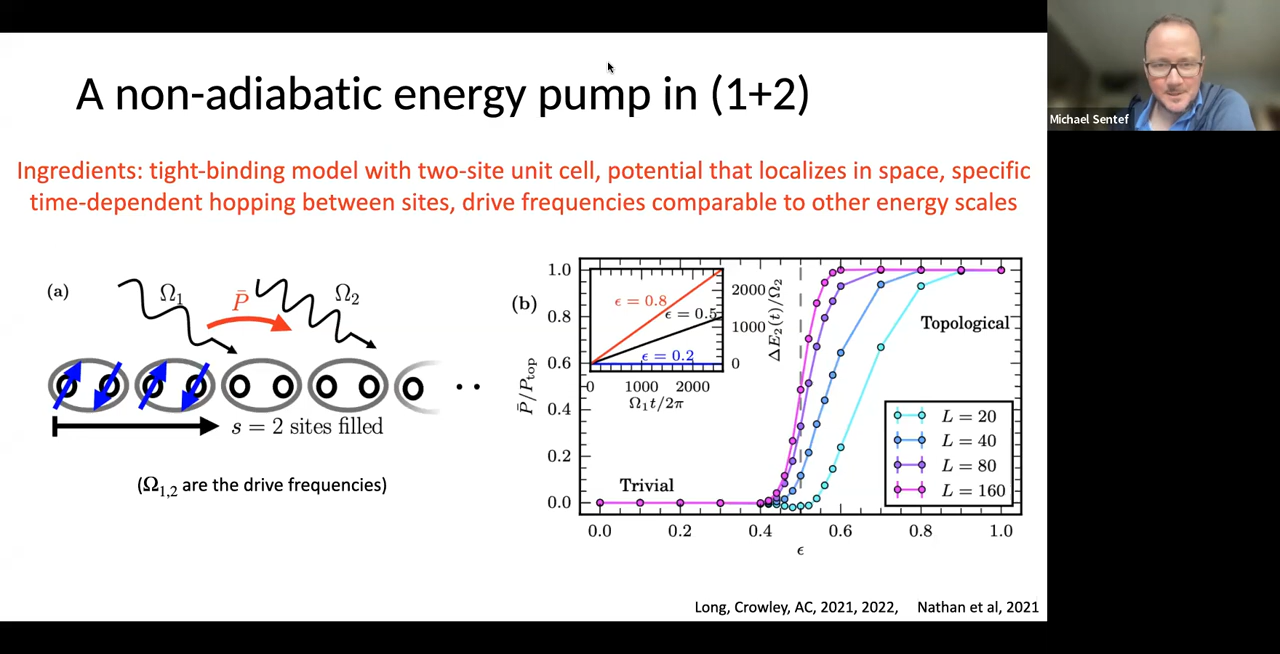 A non-adiabatic energy pump in (1+2)
Michael Sentef
Ingredients: tight-binding model with two-site unit cell, potential that localizes in space, specific
time-dependent hopping between sites, drive frequencies comparable to other energy scales
(a)
Ω₁
P̄
Ω₂
s = 2 sites filled
(Ω₁,₂ are the drive frequencies)
(b)
P̄/P_top
1.0
0.8
0.6
0.4
0.2
0.0
ϵ = 0.8
ϵ = 0.5
ϵ = 0.2
2000
1000
0
ΔE₂(t)/Ω₂
0 1000 2000
Ω₁t/2π
Topological
Trivial
L = 20
L = 40
L = 80
L = 160
0.0 0.2 0.4 0.6 0.8 1.0
ϵ
Long, Crowley, AC, 2021, 2022, Nathan et al, 2021